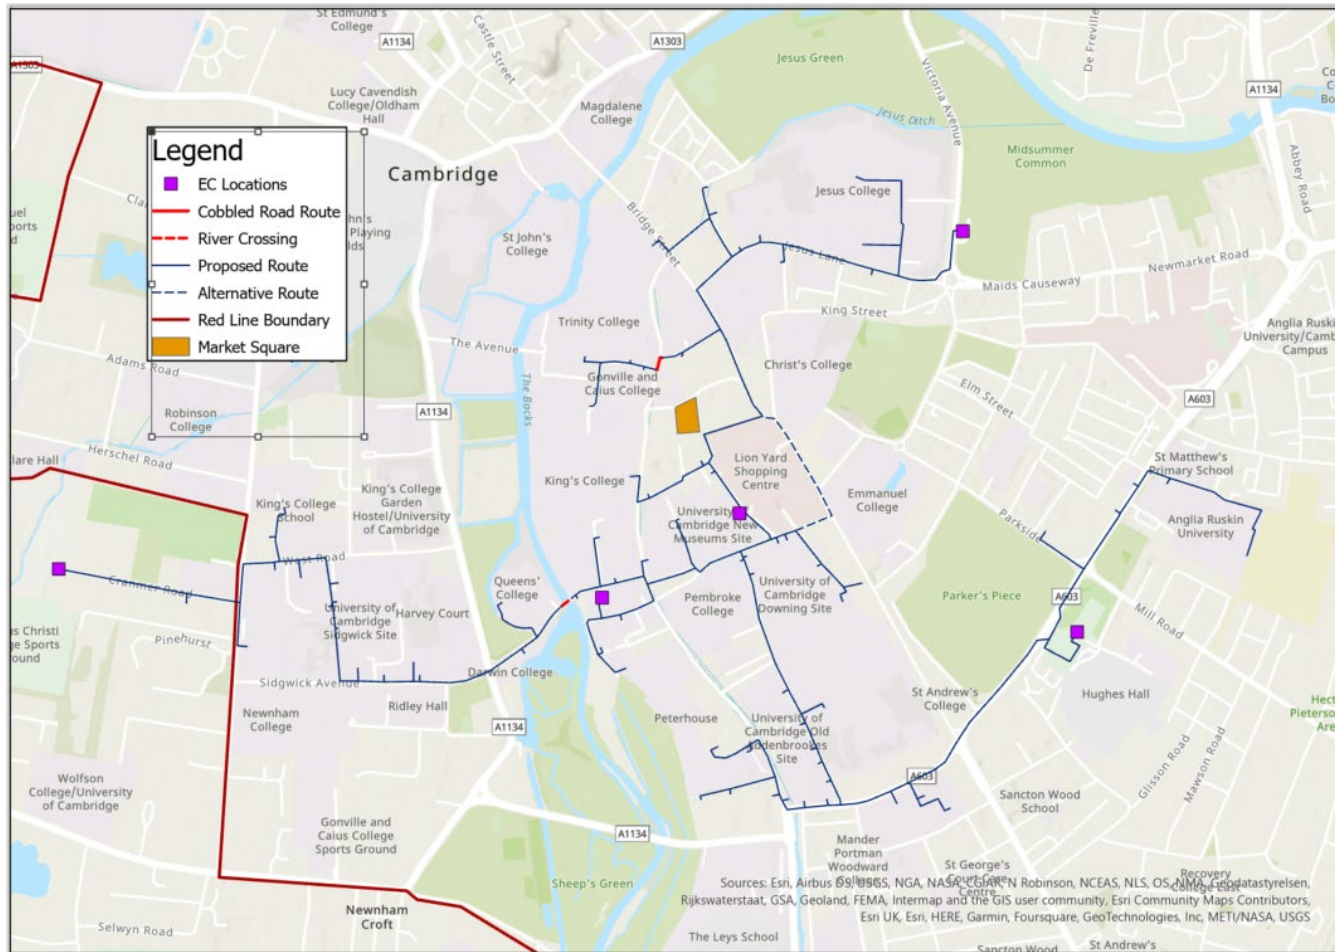 St Edmund's
College
A1134
Castle Street
A1303
Jesus Green
Victoria Avenue
De Freville
A1303
Lucy Cavendish
College/Oldham
Hall
Magdalene
College
Jesus Ditch
A1134
Midsummer
Common
Abbey Road
Legend
EC Locations
Cobbled Road Route
River Crossing
Proposed Route
Alternative Route
Red Line Boundary
Market Square
Cambridge
Playing
St John's
College
Bridge Street
Jesus College
Jesus Lane
Newmarket Road
Maids Causeway
King Street
Trinity College
The Avenue
Anglia Ruskin
Campus
Christ's College
Adams Road
The Backs
Gonville and
Caius College
Elm Street
A603
A1134
Robinson
College
Herschel Road
Lion Yard
Shopping
Centre
St Matthew's
Primary School
King's College
King's College
School
King's College
Garden
Hostel/University
of Cambridge
Emmanuel
College
University of
Cambridge New
Museums Site
Parkside
Anglia Ruskin
University
West Road
Cranmer Road
Queens'
College
University of
Cambridge
Sidgwick Site
Harvey Court
Pembroke
College
University of
Cambridge
Downing Site
Parker's Piece
A603
Mill Road
Pinehurst
Darwin College
Sidgwick Avenue
Ridley Hall
Newnham
College
A1134
Peterhouse
University of
Cambridge Old
Addenbrookes
Site
St Andrew's
College
Hughes Hall
Glisson Road
Mawson Road
Wolfson
College/University
of Cambridge
A603
Sancton Wood
School
Gonville and
Caius College
Sports Ground
A1134
Mander
Portman
Woodward
College
St George's
Court Case
Centre
Recovery
College East
Sheep's Green
Newnham
Croft
Selwyn Road
The Leys School
Sancton Wood
St Andrew's
Sources: Esri, Airbus DS, USGS, NGA, NASA, CGIAR, N Robinson, NCEAS, NLS, OS, NMA, Geodatastyrelsen,
Rijkswaterstaat, GSA, Geoland, FEMA, Intermap and the GIS user community, Esri Community Maps Contributors,
Esri UK, Esri, HERE, Garmin, Foursquare, GeoTechnologies, Inc, METI/NASA, USGS